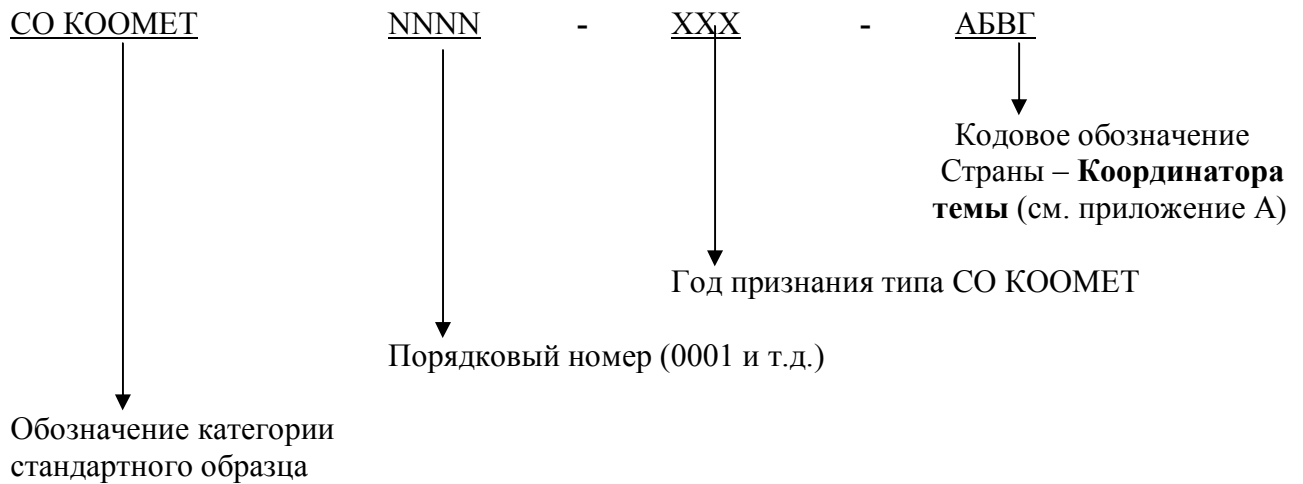 СО КООМЕТ NNNN - XXX - АБВГ
Кодовое обозначение
Страны – Координатора
темы (см. приложение А)
Год признания типа СО КООМЕТ
Порядковый номер (0001 и т.д.)
Обозначение категории
стандартного образца